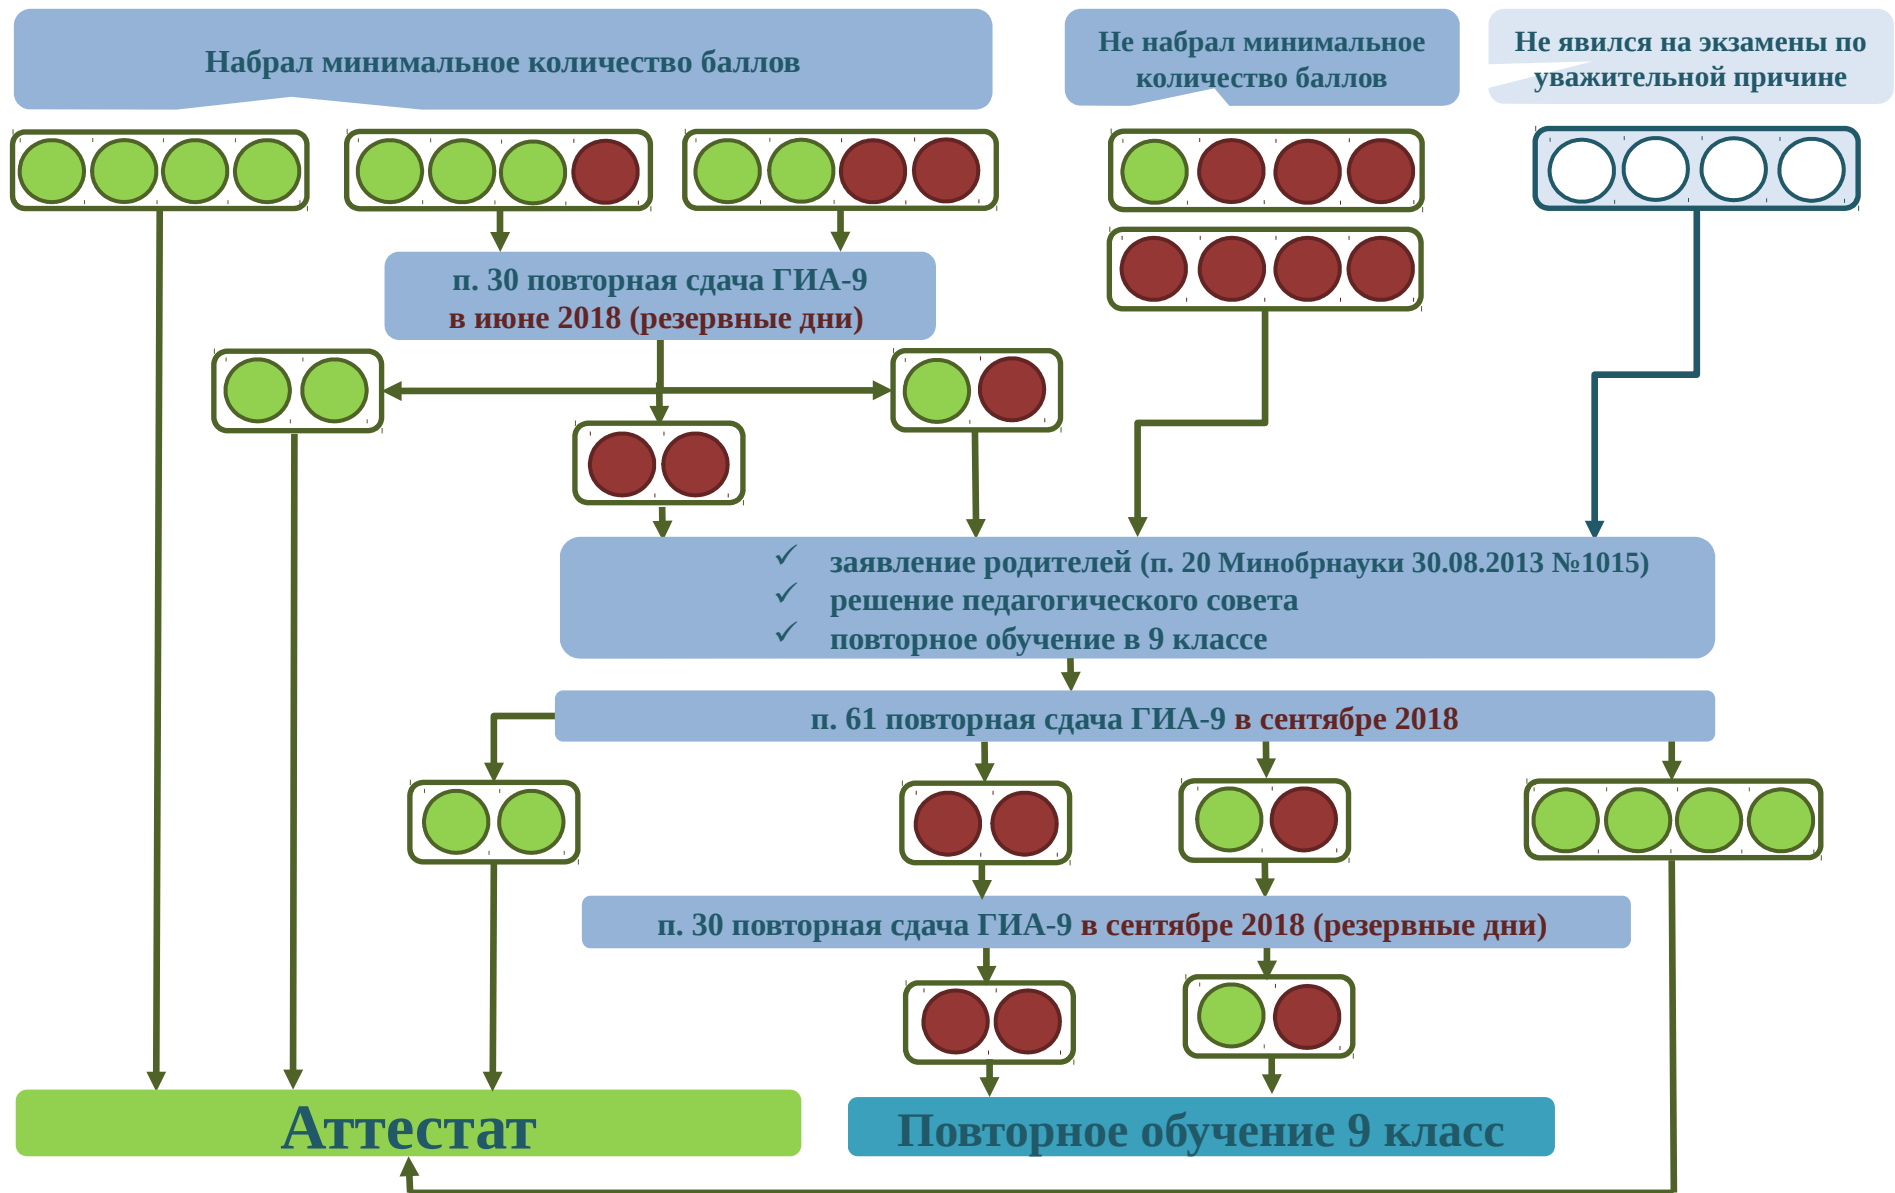 Набрал минимальное количество баллов
Не набрал минимальное
количество баллов
Не явился на экзамены по
уважительной причине
п. 30 повторная сдача ГИА-9
в июне 2018 (резервные дни)
заявление родителей (п. 20 Минобрнауки 30.08.2013 №1015)
решение педагогического совета
повторное обучение в 9 классе
п. 61 повторная сдача ГИА-9 в сентябре 2018
п. 30 повторная сдача ГИА-9 в сентябре 2018 (резервные дни)
Аттестат
Повторное обучение 9 класс